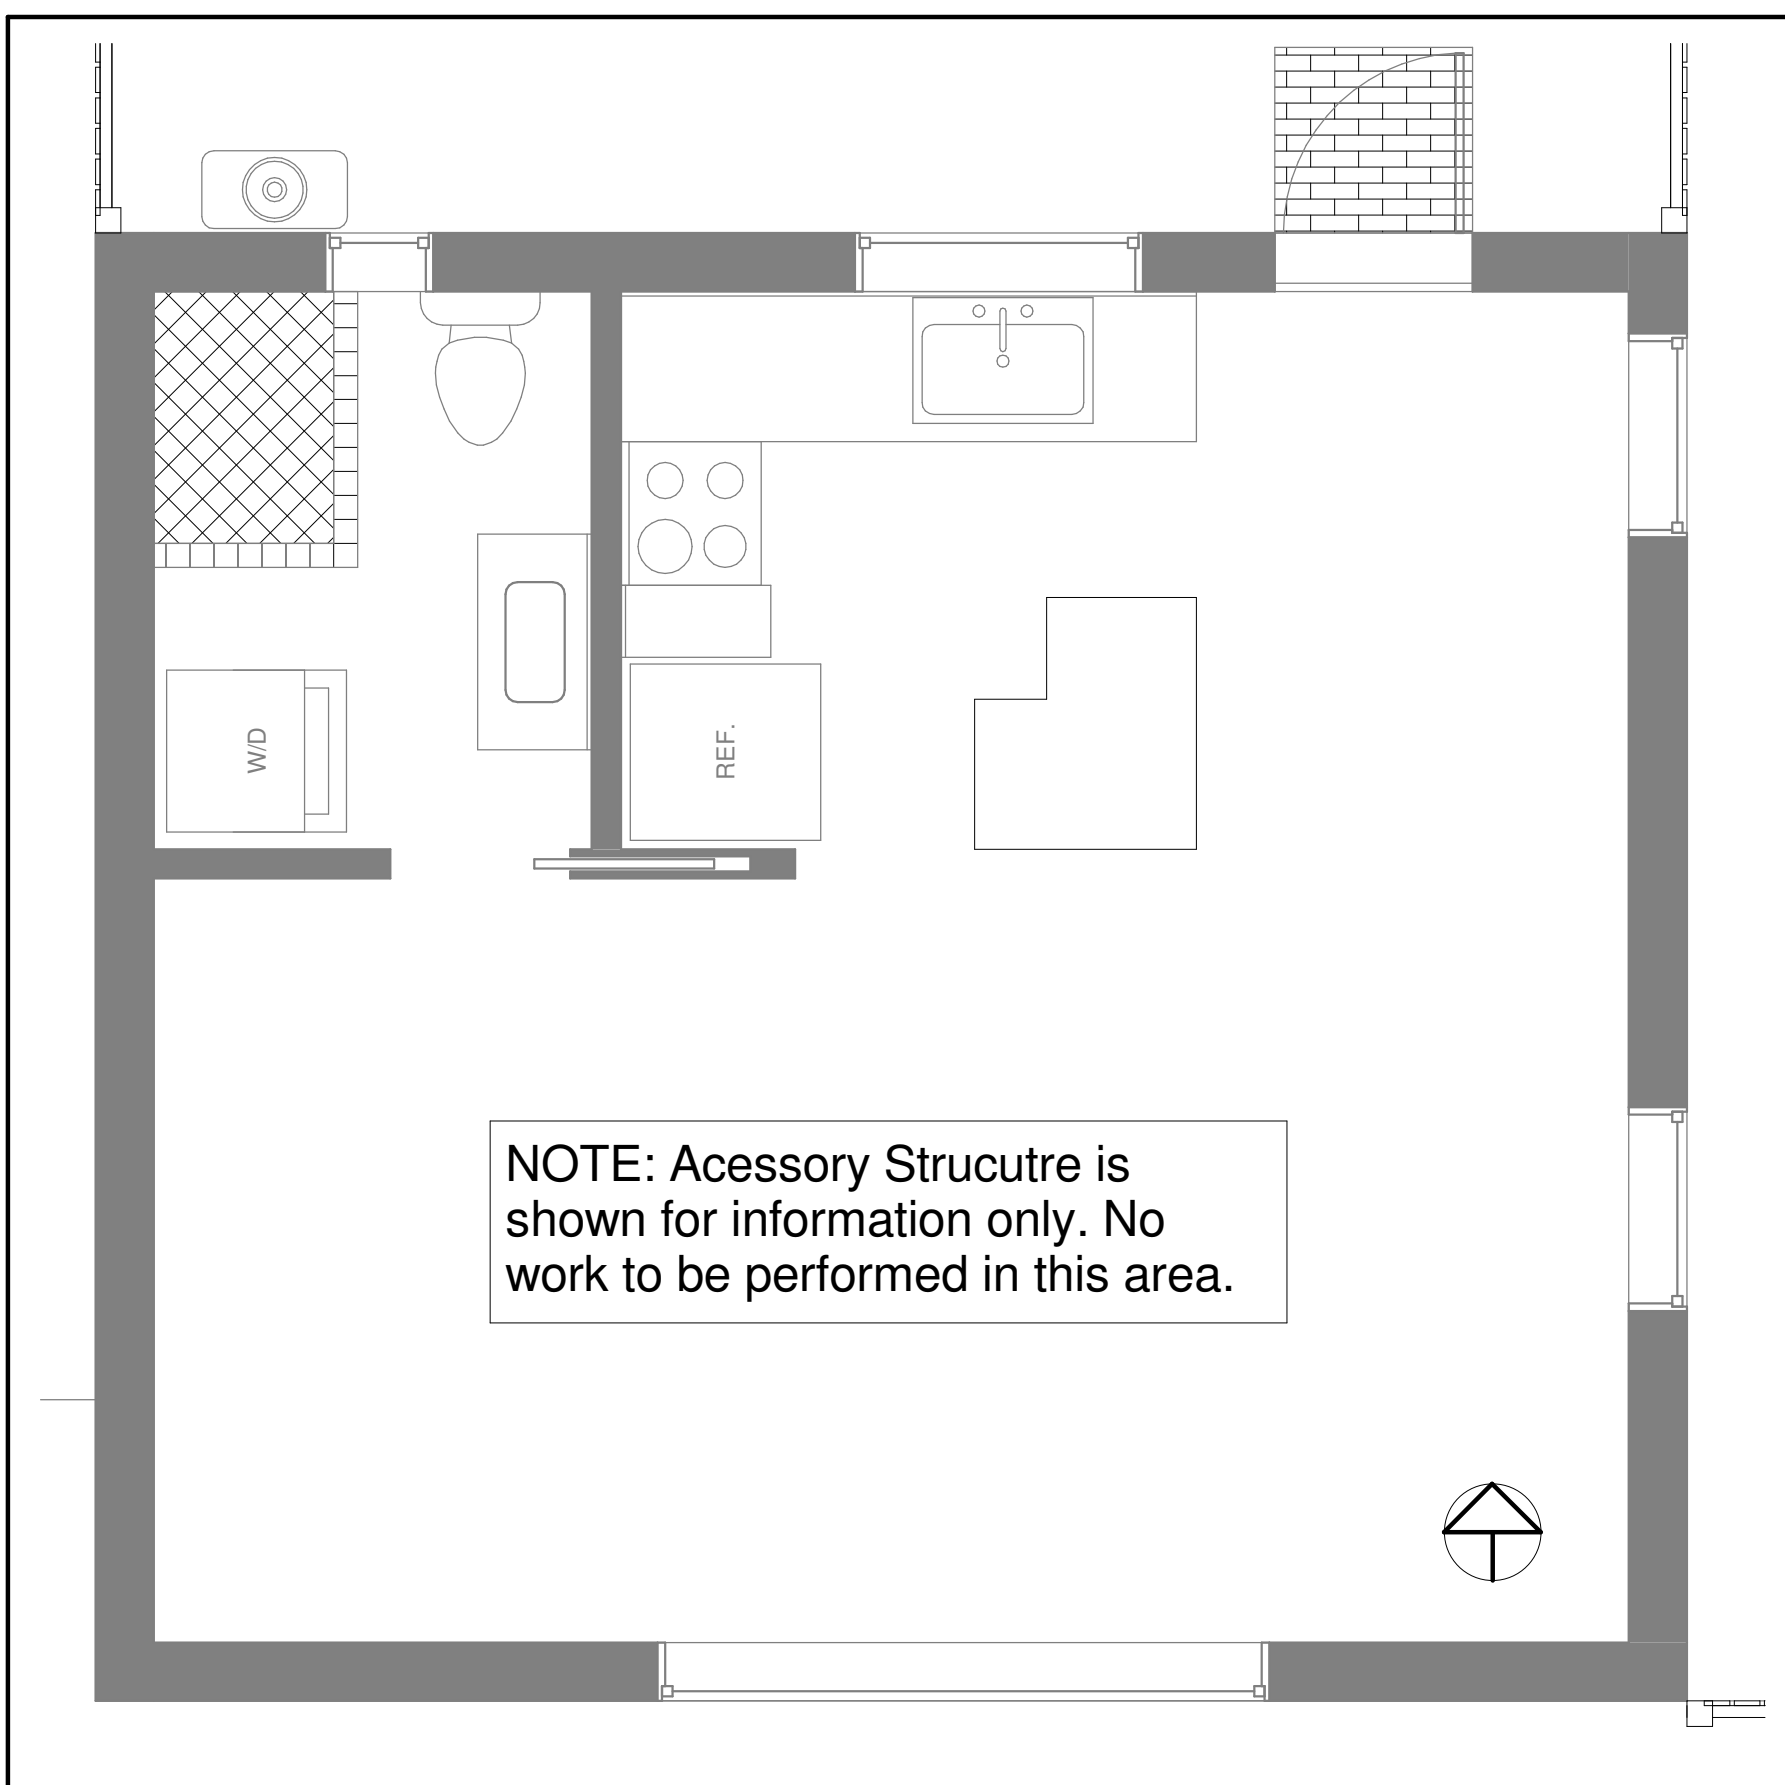 W/D
REF.
NOTE: Acessory Strucutre is
shown for information only. No
work to be performed in this area.